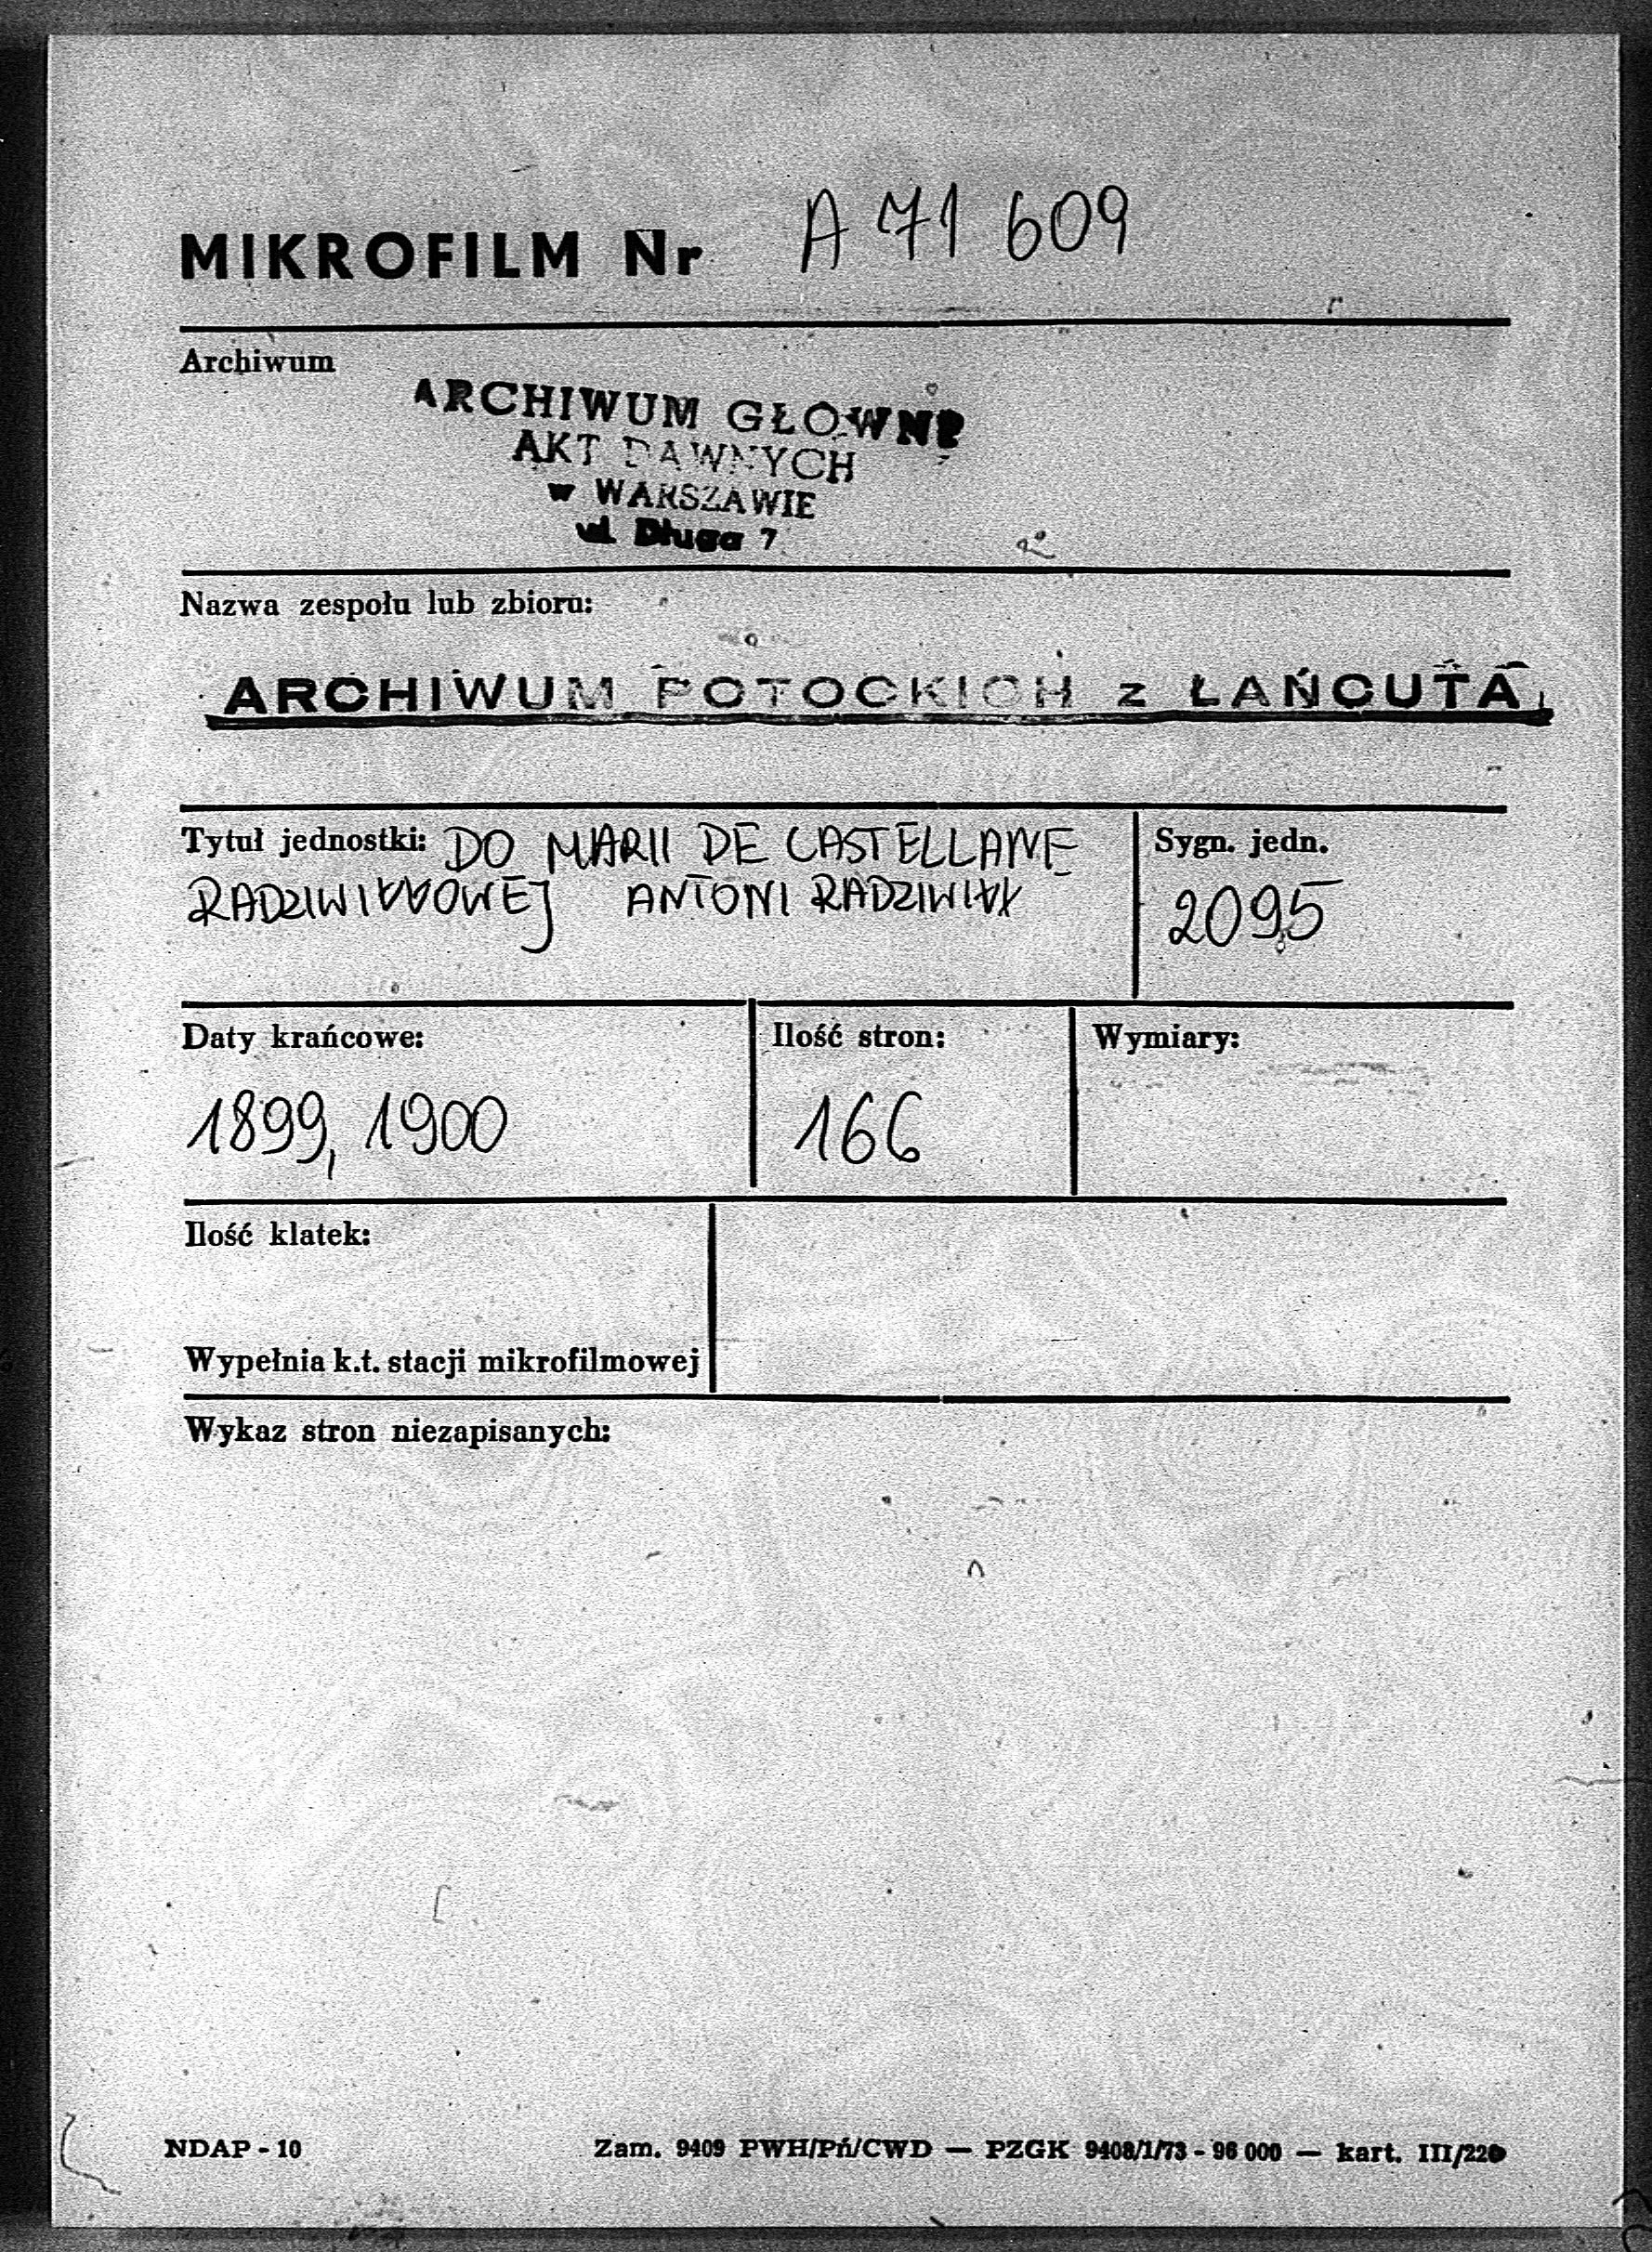 MIKROFILM Nr A 71 609
Archiwum
ARCHIWUM GŁÓWNE
AKT DAWNYCH
w WARSZAWIE
ul. Długa 7
Nazwa zespołu lub zbioru:
ARCHIWUM POTOCKICH z ŁAŃCUTA
Tytuł jednostki: DO MARII DE CASTELLANE
RADZIWIŁŁOWEJ ANTONI RADZIWIŁŁ
Sygn. jedn.
2095
Daty krańcowe:
1899, 1900
Ilość stron:
166
Wymiary:
Ilość klatek:
Wypełnia k.t. stacji mikrofilmowej
Wykaz stron niezapisanych:
NDAP - 10
Zam. 9409 PWH/Pń/CWD — PZGK 9408/1/73 - 96 000 — kart. III/220